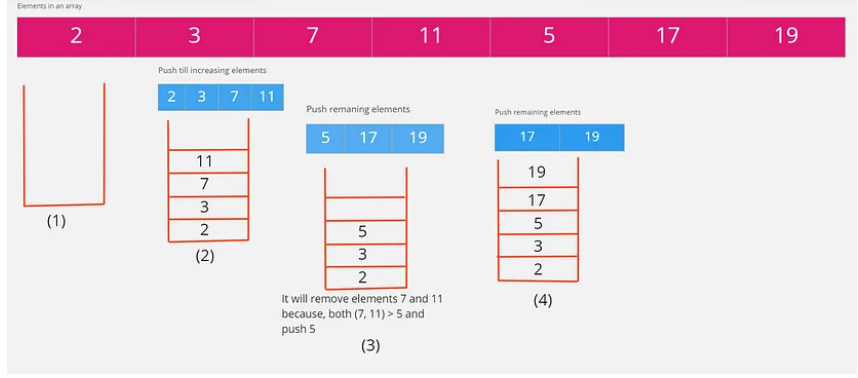 Elements in an array
2 3 7 11 5 17 19
Push till increasing elements
2 3 7 11
11
7
3
2
(1)
(2)
Push remaning elements
5 17 19
5
3
2
It will remove elements 7 and 11
because, both (7, 11) > 5 and
push 5
(3)
Push remaining elements
17 19
19
17
5
3
2
(4)